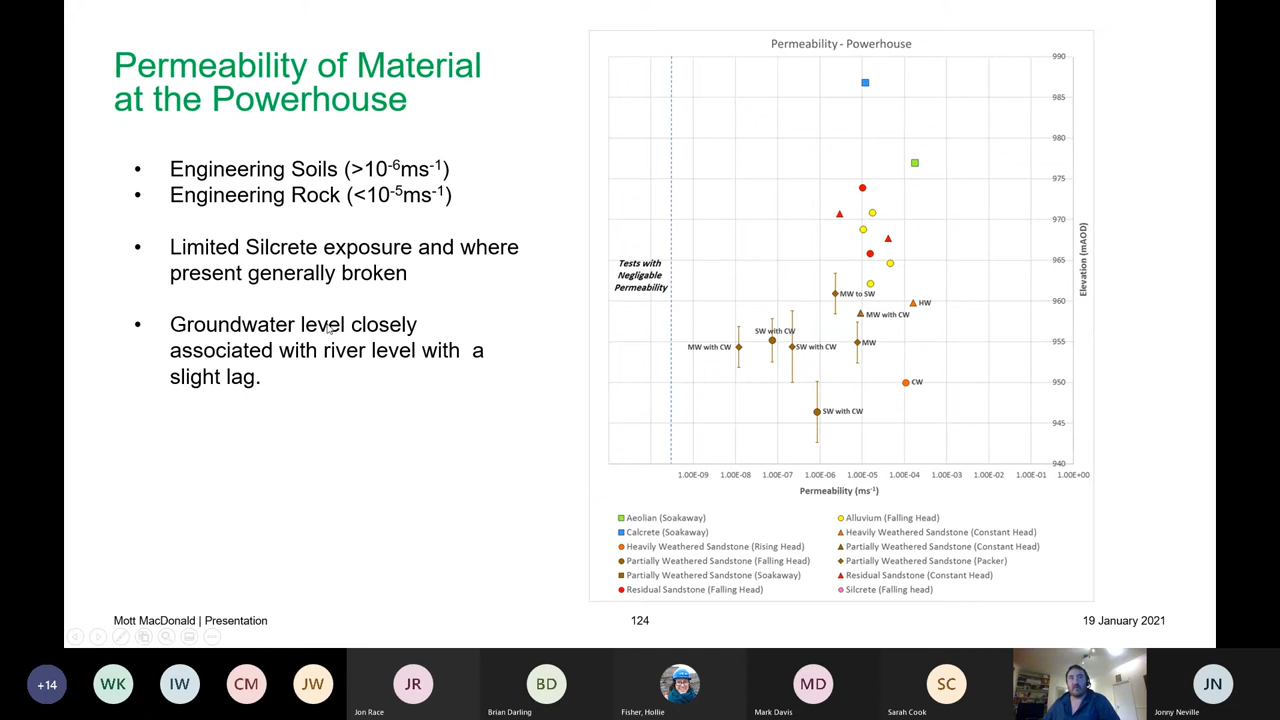 Permeability of Material
at the Powerhouse
• Engineering Soils (>10⁻⁶ms⁻¹)
• Engineering Rock (<10⁻⁵ms⁻¹)
• Limited Silcrete exposure and where
present generally broken
• Groundwater level closely
associated with river level with a
slight lag.
Permeability - Powerhouse
990
985
980
975
970
965
960
955
950
945
940
Elevation (mAOD)
Tests with
Negligable
Permeability
MW to SW
HW
MW with CW
SW with CW
MW with CW
SW with CW
MW
CW
SW with CW
1.00E-09 1.00E-08 1.00E-07 1.00E-06 1.00E-05 1.00E-04 1.00E-03 1.00E-02 1.00E-01 1.00E+00
Permeability (ms⁻¹)
Aeolian (Soakaway) Alluvium (Falling Head)
Calcrete (Soakaway) Heavily Weathered Sandstone (Constant Head)
Heavily Weathered Sandstone (Rising Head) Partially Weathered Sandstone (Constant Head)
Partially Weathered Sandstone (Falling Head) Partially Weathered Sandstone (Packer)
Partially Weathered Sandstone (Soakaway) Residual Sandstone (Constant Head)
Residual Sandstone (Falling Head) Silcrete (Falling head)
Mott MacDonald | Presentation 124 19 January 2021
+14 WK IW CM JW JR BD MD SC JN
Jon Race Brian Darling Fisher, Hollie Mark Davis Sarah Cook Jonny Neville